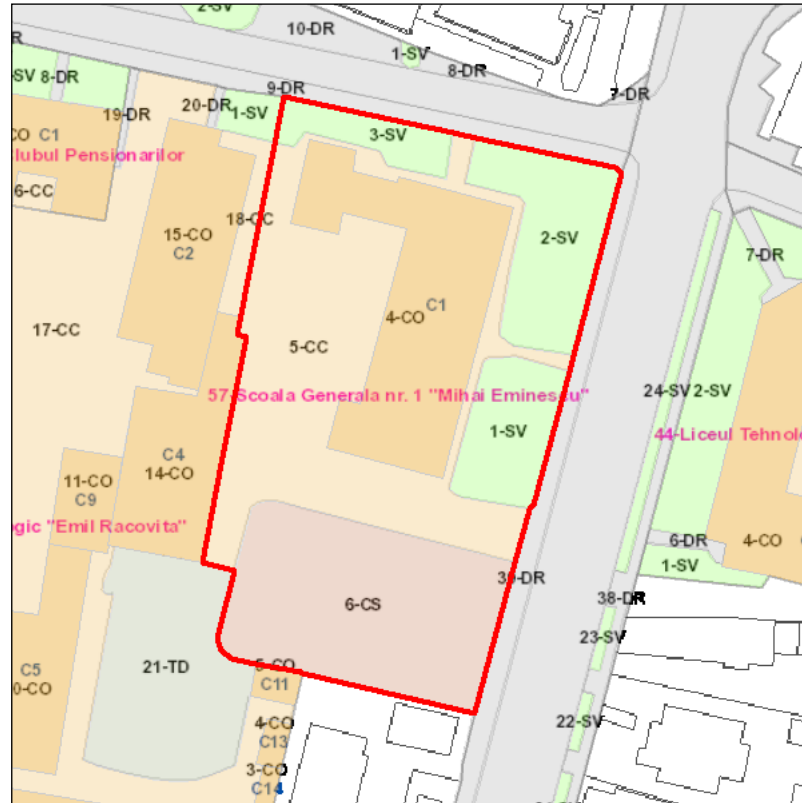 2-SV
10-DR
1-SV
8-DR
DR
-SV
8-DR
9-DR
7-DR
19-DR
20-DR
1-SV
3-SV
CO
C1
lubul Pensionarilor
6-CC
18-CC
15-CO
C2
2-SV
7-DR
C1
4-CO
17-CC
5-CC
57-Scoala Generala nr. 1 "Mihai Eminescu"
24-SV
2-SV
1-SV
44-Liceul Tehnolo
C4
14-CO
11-CO
C9
ogic "Emil Racovita"
6-DR
4-CO
1-SV
39-DR
38-DR
6-CS
23-SV
21-TD
5-CO
C11
C5
0-CO
4-CO
C13
22-SV
3-CO
C14